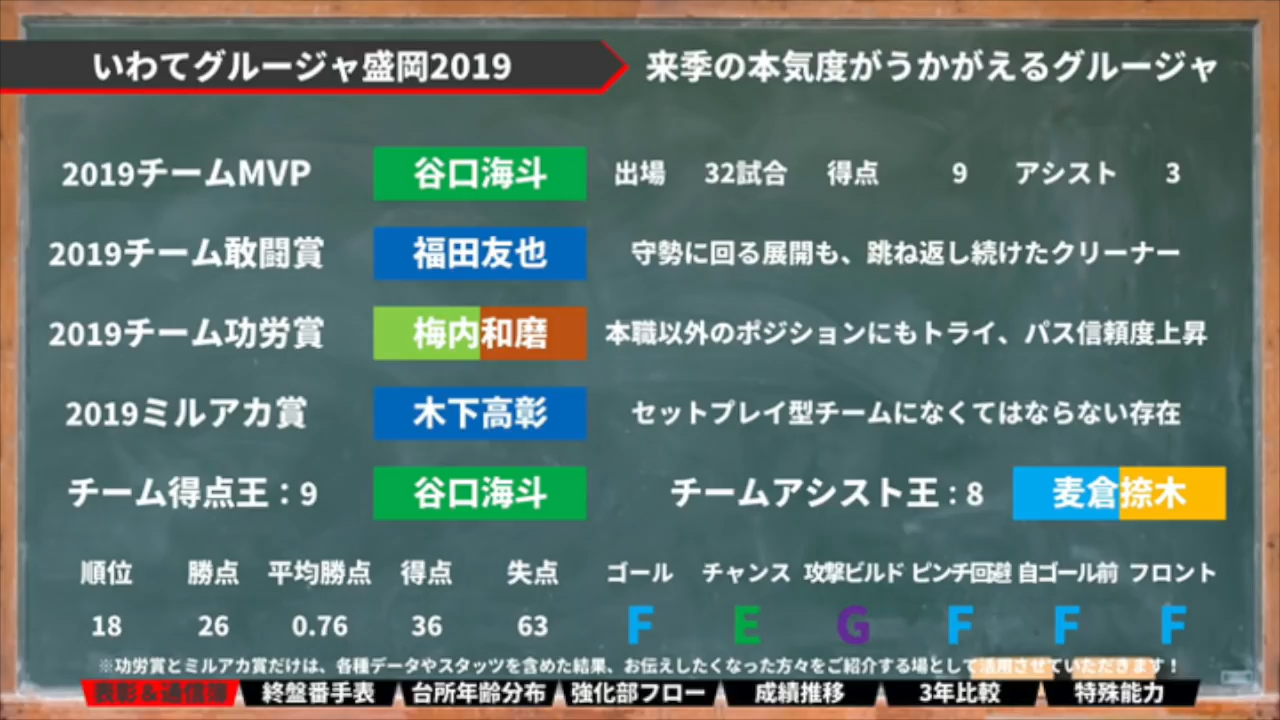 いわてグルージャ盛岡2019 来季の本気度がうかがえるグルージャ
2019チームMVP 谷口海斗 出場 32試合 得点 9 アシスト 3
2019チーム敢闘賞 福田友也 守勢に回る展開も、跳ね返し続けたクリーナー
2019チーム功労賞 梅内和磨 本職以外のポジションにもトライ、パス信頼度上昇
2019ミルアカ賞 木下高彰 セットプレイ型チームになくてはならない存在
チーム得点王：9 谷口海斗 チームアシスト王：8 麦倉捺木
順位 勝点 平均勝点 得点 失点 ゴール チャンス 攻撃ビルド ピンチ回避 自ゴール前 フロント
18 26 0.76 36 63 F E G F F F
※功労賞とミルアカ賞だけは、各種データやスタッツを含めた結果、お伝えしたくなった方々をご紹介する場として活用させていただきます！
表彰＆通信簿 終盤番手表 台所年齢分布 強化部フロー 成績推移 3年比較 特殊能力